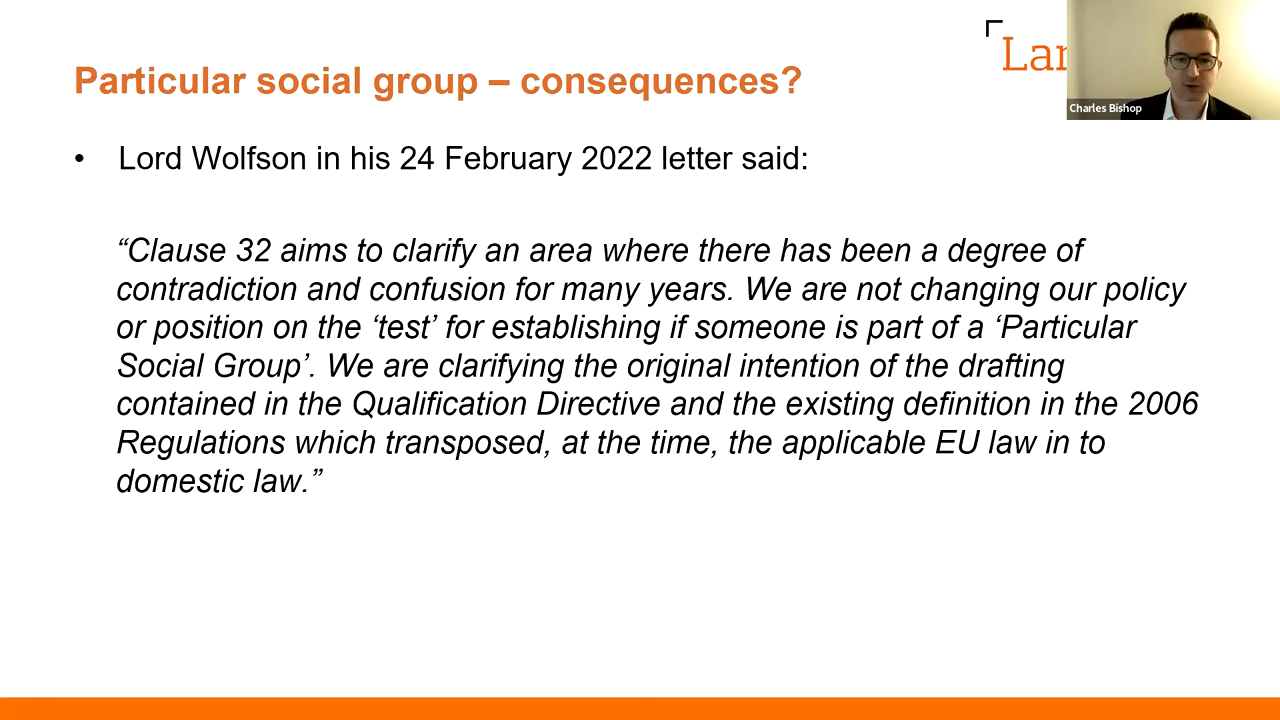 Particular social group – consequences?
Lar
Charles Bishop
• Lord Wolfson in his 24 February 2022 letter said:
“Clause 32 aims to clarify an area where there has been a degree of
contradiction and confusion for many years. We are not changing our policy
or position on the ‘test’ for establishing if someone is part of a ‘Particular
Social Group’. We are clarifying the original intention of the drafting
contained in the Qualification Directive and the existing definition in the 2006
Regulations which transposed, at the time, the applicable EU law in to
domestic law.”